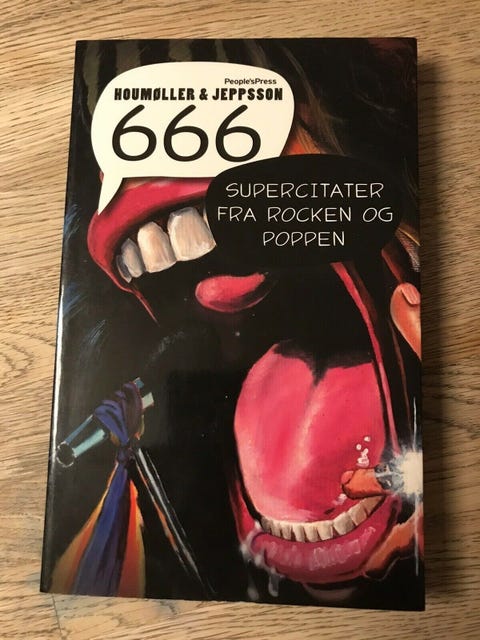 People'sPress
HOUMØLLER & JEPPSSON
666
SUPERCITATER
FRA ROCKEN OG
POPPEN